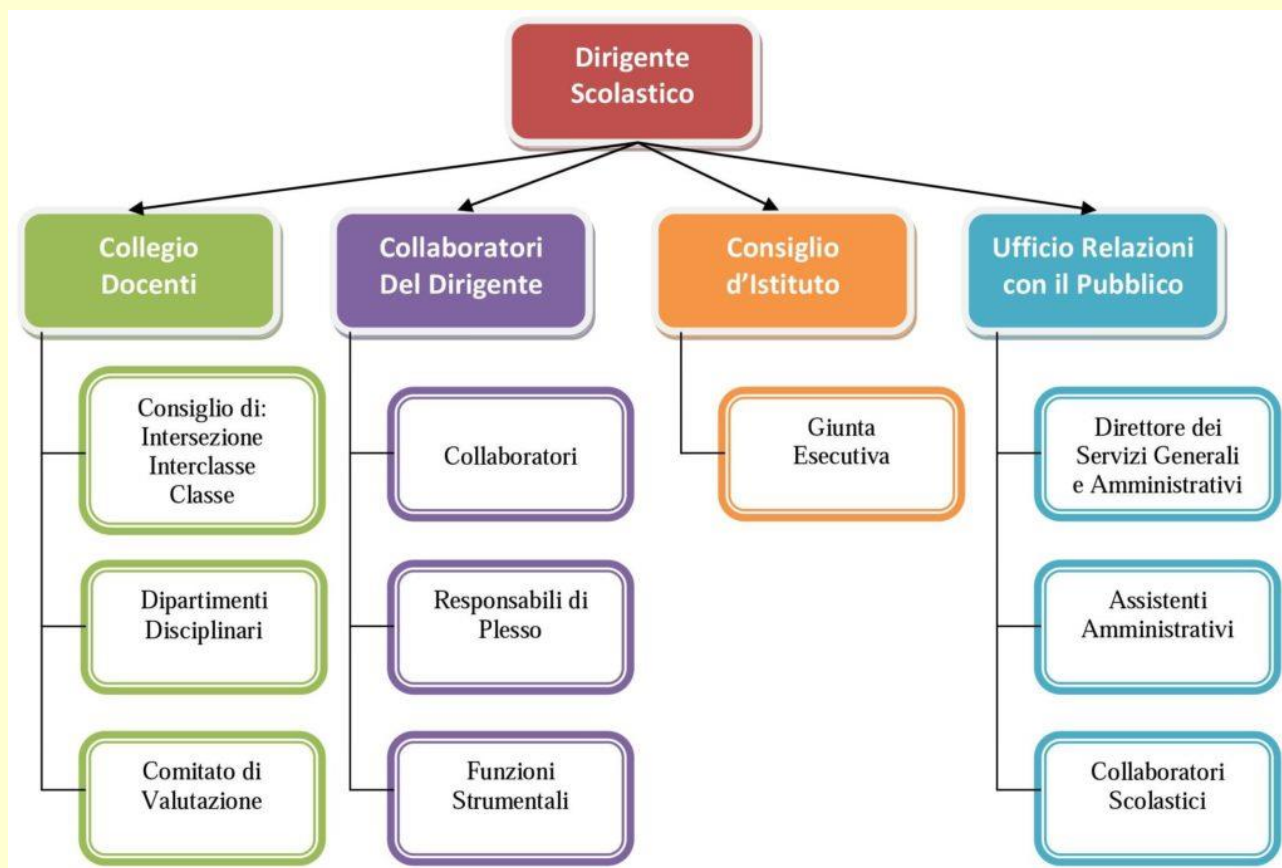 Dirigente
Scolastico
Collegio
Docenti
Collaboratori
Del Dirigente
Consiglio
d’Istituto
Ufficio Relazioni
con il Pubblico
Consiglio di:
Intersezione
Interclasse
Classe
Collaboratori
Giunta
Esecutiva
Direttore dei
Servizi Generali
e Amministrativi
Dipartimenti
Disciplinari
Responsabili di
Plesso
Assistenti
Amministrativi
Comitato di
Valutazione
Funzioni
Strumentali
Collaboratori
Scolastici